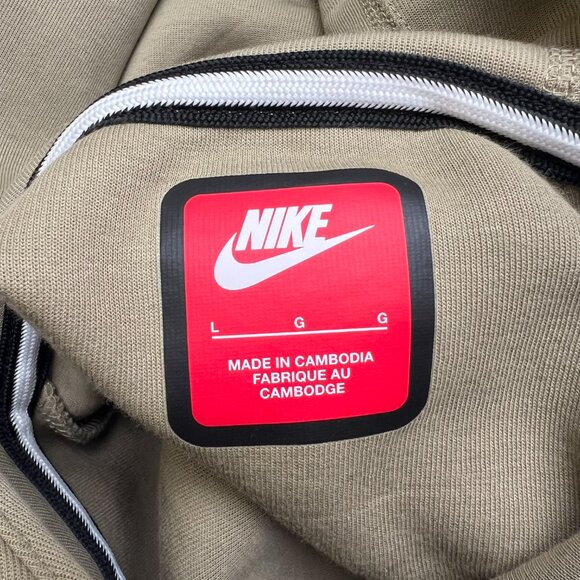 NIKE
L G G
MADE IN CAMBODIA
FABRIQUE AU
CAMBODGE